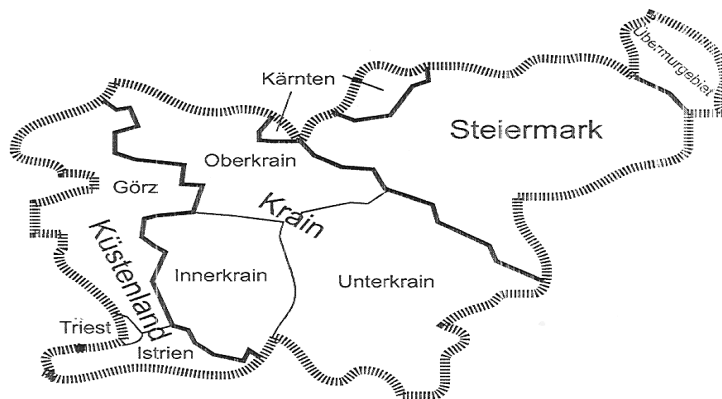 Übermurgebiet
Kärnten
Steiermark
Oberkrain
Görz
Krain
Küstenland
Innerkrain
Unterkrain
Triest
Istrien